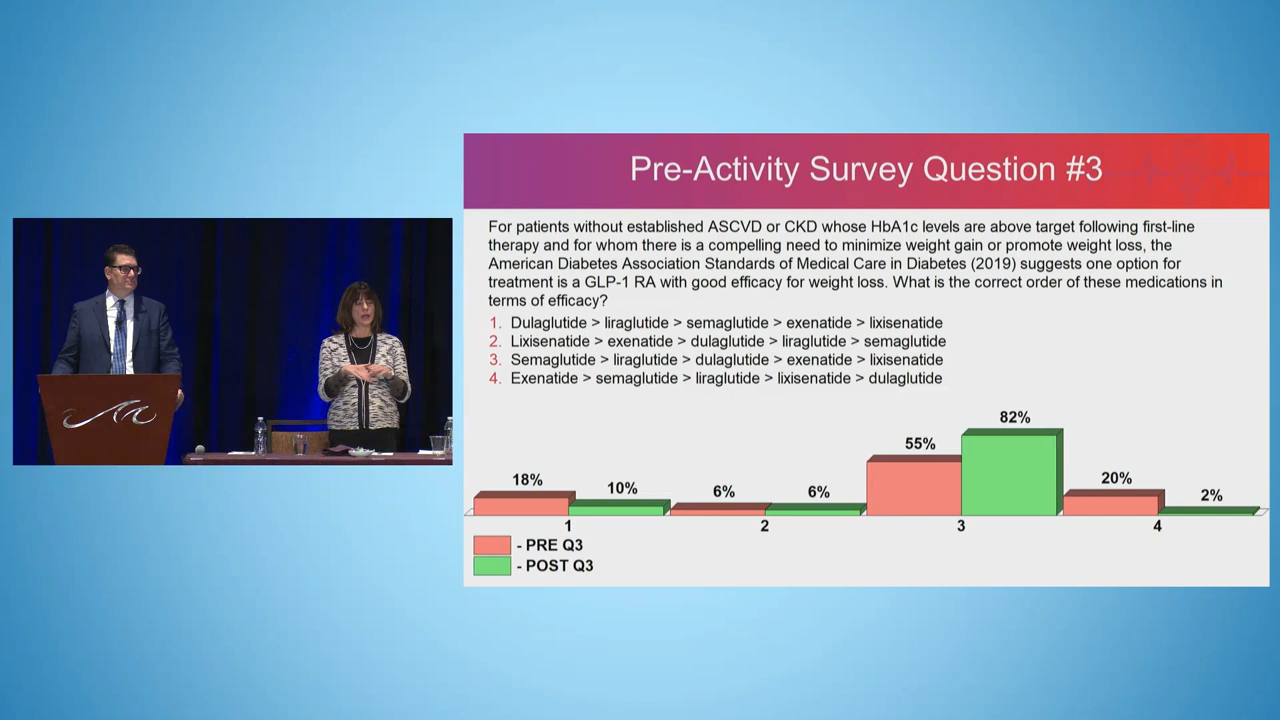 Pre-Activity Survey Question #3
For patients without established ASCVD or CKD whose HbA1c levels are above target following first-line
therapy and for whom there is a compelling need to minimize weight gain or promote weight loss, the
American Diabetes Association Standards of Medical Care in Diabetes (2019) suggests one option for
treatment is a GLP-1 RA with good efficacy for weight loss. What is the correct order of these medications in
terms of efficacy?
1. Dulaglutide > liraglutide > semaglutide > exenatide > lixisenatide
2. Lixisenatide > exenatide > dulaglutide > liraglutide > semaglutide
3. Semaglutide > liraglutide > dulaglutide > exenatide > lixisenatide
4. Exenatide > semaglutide > liraglutide > lixisenatide > dulaglutide
18% 10% 6% 6% 55% 82% 20% 2%
1 2 3 4
- PRE Q3
- POST Q3